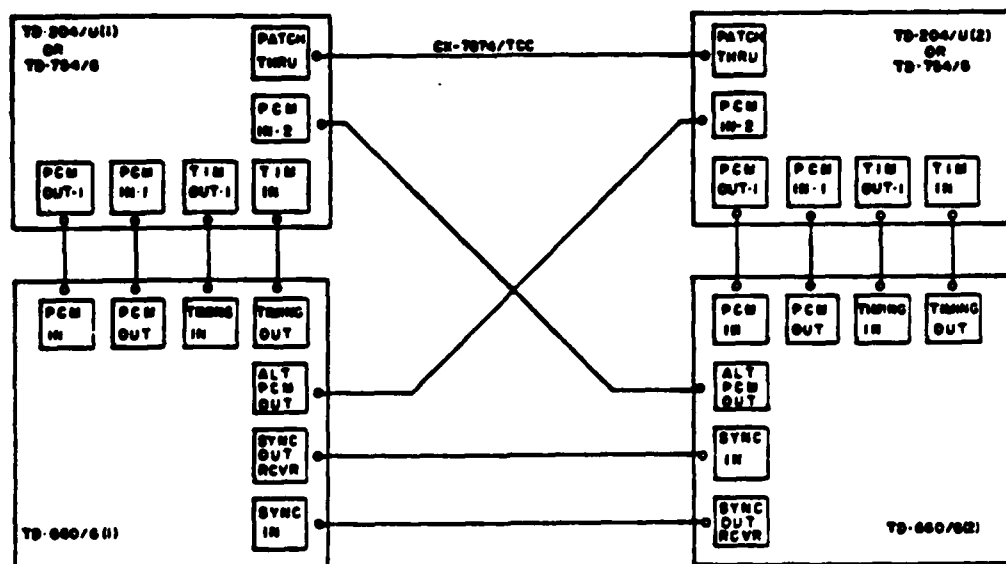 TD-204/U(1)
OR
TD-754/G
PATCH
THRU
PCM
IN-2
PCM
OUT-1
PCM
IN-1
TIM
OUT-1
TIM
IN
TD-204/U(2)
OR
TD-754/G
PATCH
THRU
PCM
IN-2
PCM
OUT-1
PCM
IN-1
TIM
OUT-1
TIM
IN
PCM
IN
PCM
OUT
TIMING
IN
TIMING
OUT
ALT
PCM
OUT
SYNC
OUT
RCVR
SYNC
IN
TD-660/G(1)
PCM
IN
PCM
OUT
TIMING
IN
TIMING
OUT
ALT
PCM
OUT
SYNC
IN
SYNC
OUT
RCVR
TD-660/G(2)